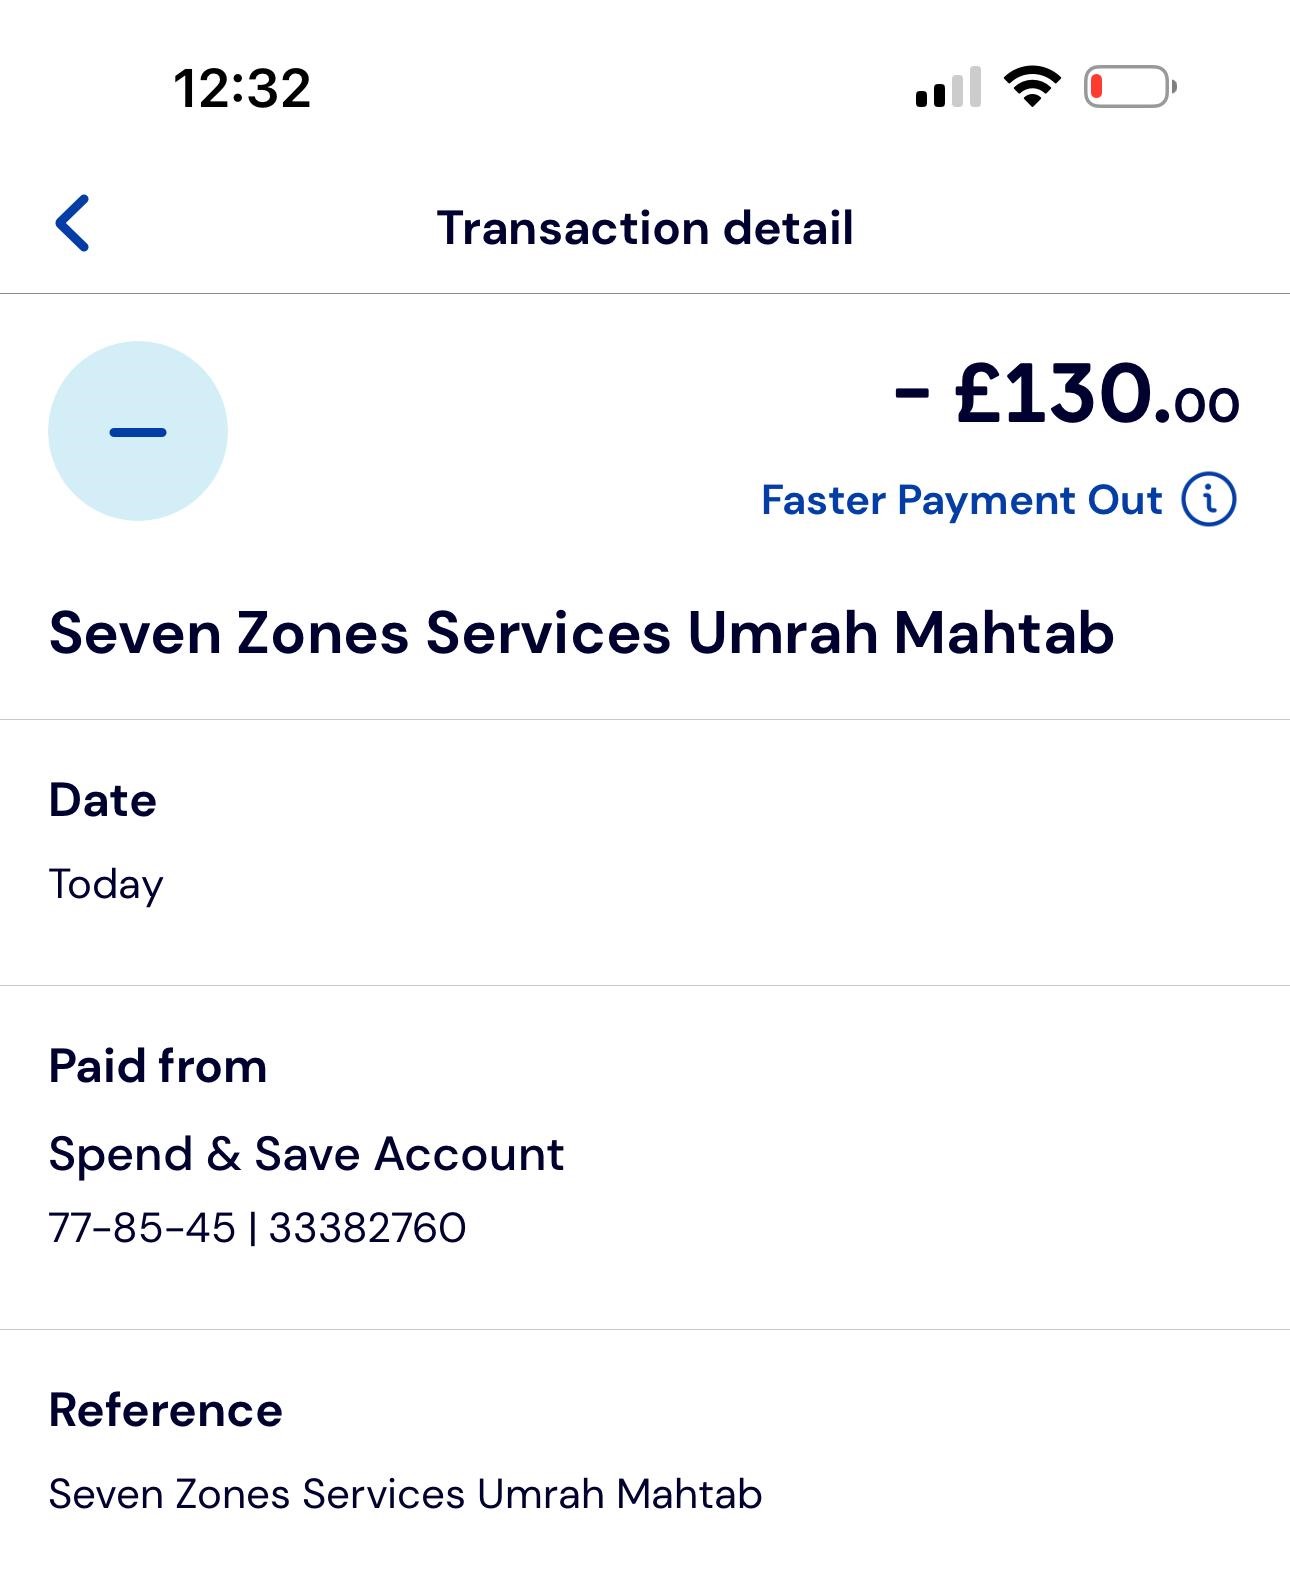 12:32
Transaction detail
- £130.00
Faster Payment Out
Seven Zones Services Umrah Mahtab
Date
Today
Paid from
Spend & Save Account
77-85-45 | 33382760
Reference
Seven Zones Services Umrah Mahtab